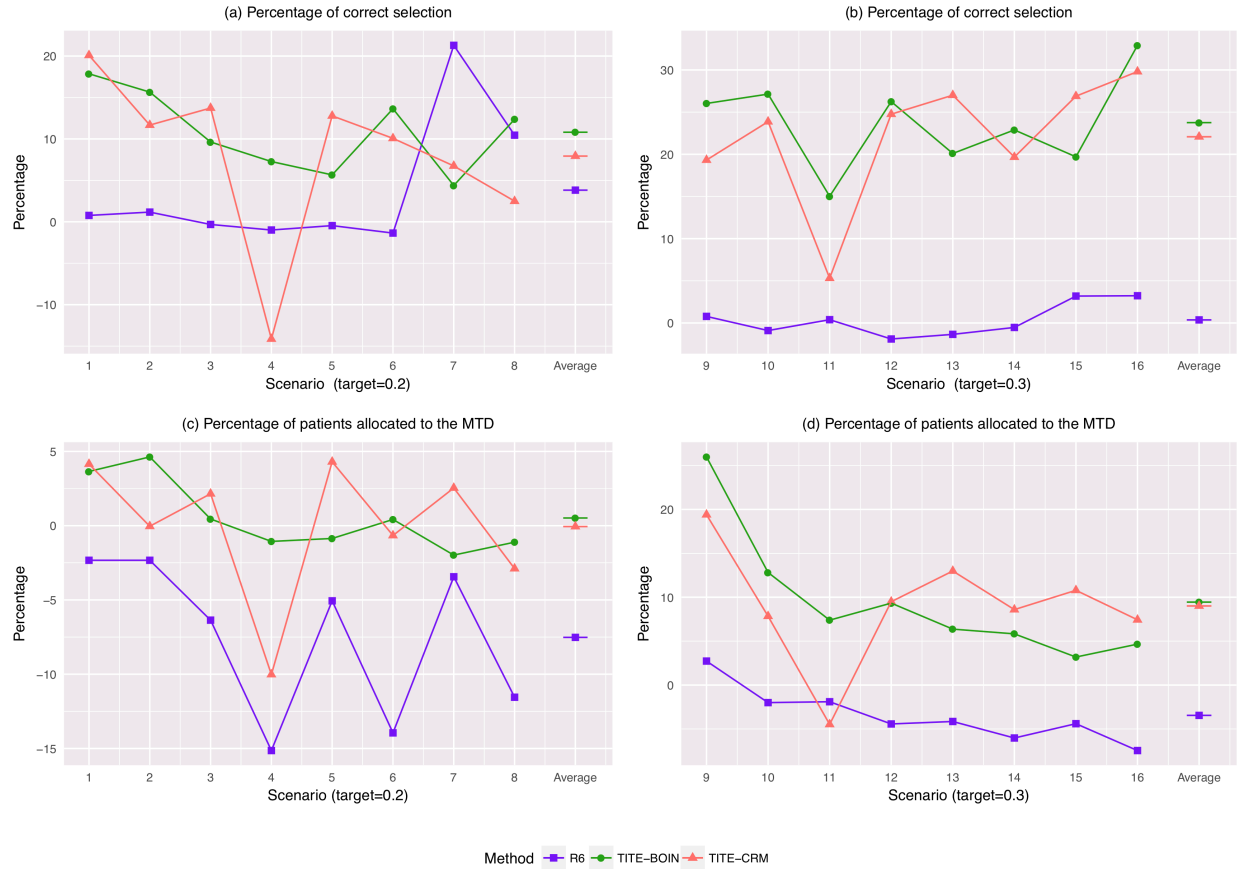 (a) Percentage of correct selection
Percentage
20
10
0
−10
1 2 3 4 5 6 7 8 Average
Scenario (target=0.2)
(b) Percentage of correct selection
Percentage
30
20
10
0
9 10 11 12 13 14 15 16 Average
Scenario (target=0.3)
(c) Percentage of patients allocated to the MTD
Percentage
5
0
−5
−10
−15
1 2 3 4 5 6 7 8 Average
Scenario (target=0.2)
(d) Percentage of patients allocated to the MTD
Percentage
20
10
0
9 10 11 12 13 14 15 16 Average
Scenario (target=0.3)
Method R6 TITE−BOIN TITE−CRM